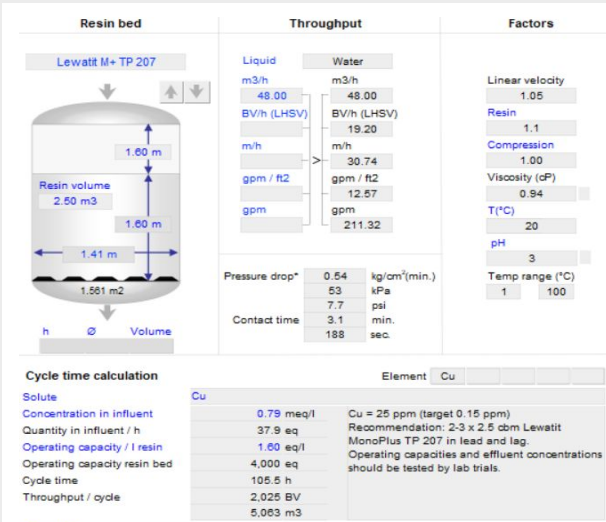 Resin bed
Throughput
Factors
Lewatit M+ TP 207
1.60 m
Resin volume
2.50 m3
1.60 m
1.41 m
1.561 m2
h Ø Volume
Liquid Water
m3/h m3/h
48.00 48.00
BV/h (LHSV) BV/h (LHSV)
19.20
m/h m/h
> 30.74
gpm / ft2 gpm / ft2
12.57
gpm gpm
211.32
Pressure drop* 0.54 kg/cm²(min.)
53 kPa
7.7 psi
Contact time 3.1 min.
188 sec.
Linear velocity
1.05
Resin
1.1
Compression
1.00
Viscosity (cP)
0.94
T(°C)
20
pH
3
Temp range (°C)
1 100
Cycle time calculation
Element Cu
Solute Cu
Concentration in influent 0.79 meq/l
Quantity in influent / h 37.9 eq
Operating capacity / l resin 1.60 eq/l
Operating capacity resin bed 4,000 eq
Cycle time 105.5 h
Throughput / cycle 2,025 BV
5,063 m3
Cu = 25 ppm (target 0.15 ppm)
Recommendation: 2-3 x 2.5 cbm Lewatit
MonoPlus TP 207 in lead and lag.
Operating capacities and effluent concentrations
should be tested by lab trials.